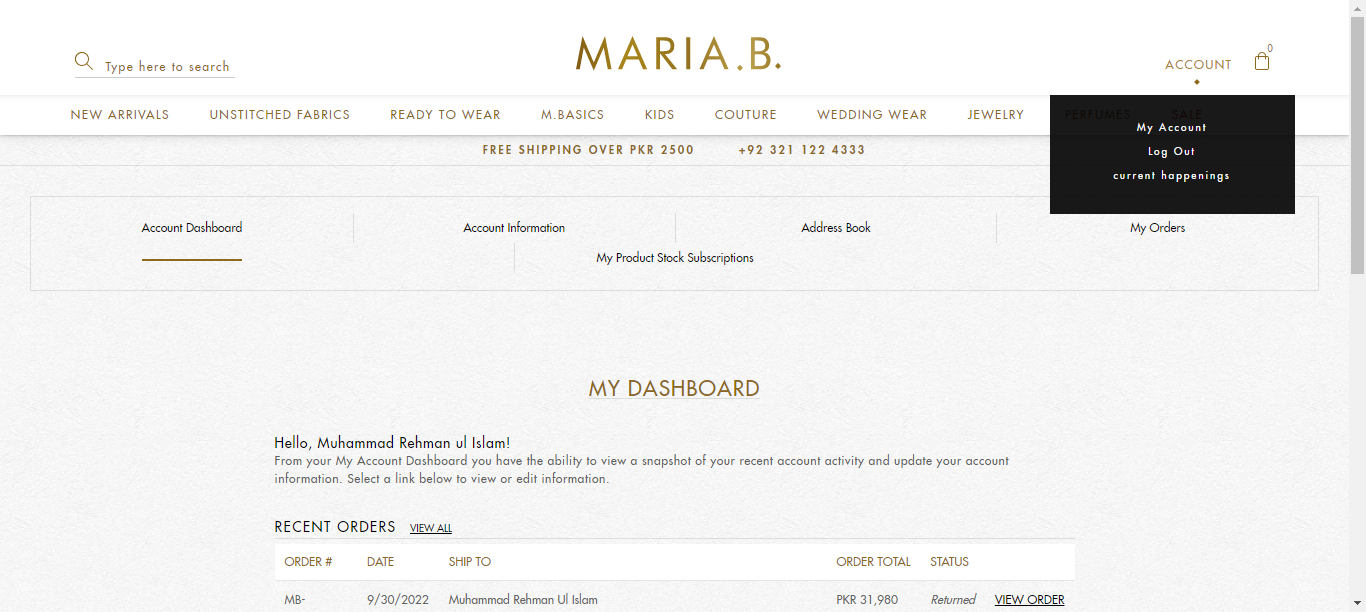 MARIA.B.
Type here to search
ACCOUNT
0
NEW ARRIVALS UNSTITCHED FABRICS READY TO WEAR M.BASICS KIDS COUTURE WEDDING WEAR JEWELRY PERFUMES SALE
My Account
Log Out
current happenings
FREE SHIPPING OVER PKR 2500 +92 321 122 4333
Account Dashboard Account Information Address Book My Orders
My Product Stock Subscriptions
MY DASHBOARD
Hello, Muhammad Rehman ul Islam!
From your My Account Dashboard you have the ability to view a snapshot of your recent account activity and update your account
information. Select a link below to view or edit information.
RECENT ORDERS VIEW ALL
ORDER # DATE SHIP TO ORDER TOTAL STATUS
MB- 9/30/2022 Muhammad Rehman Ul Islam PKR 31,980 Returned VIEW ORDER